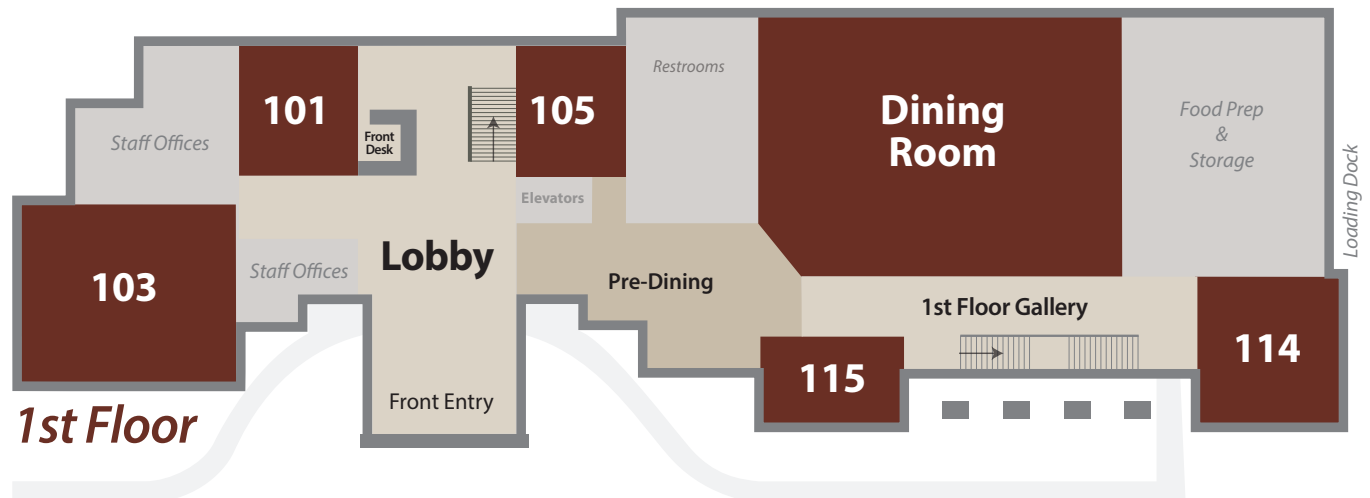 Restrooms
101
105
Dining
Room
Food Prep
&
Storage
Staff Offices
Front
Desk
Loading Dock
Elevators
Lobby
Staff Offices
103
Pre-Dining
1st Floor Gallery
114
115
Front Entry
1st Floor